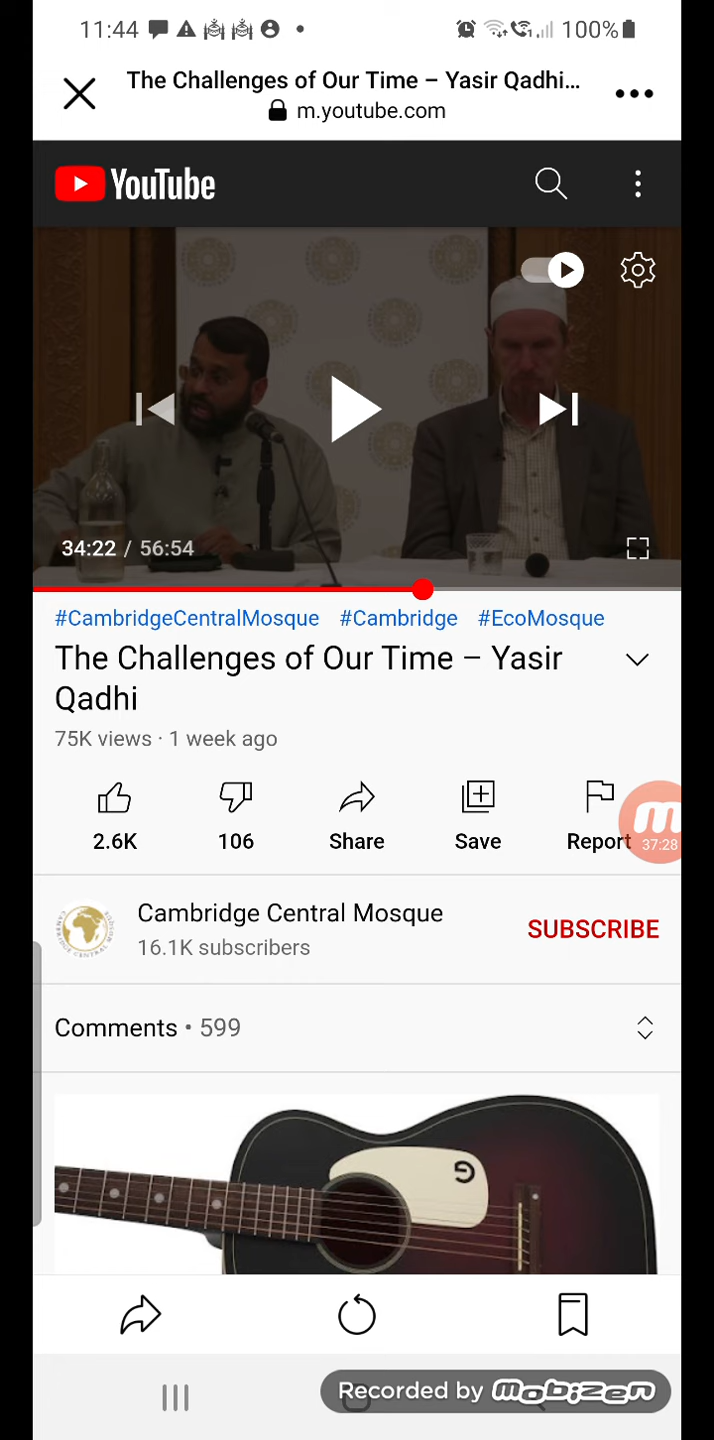 11:44
100%
The Challenges of Our Time – Yasir Qadhi...
m.youtube.com
YouTube
34:22 / 56:54
#CambridgeCentralMosque #Cambridge #EcoMosque
The Challenges of Our Time – Yasir
Qadhi
75K views · 1 week ago
2.6K 106 Share Save Report
37:28
Cambridge Central Mosque
16.1K subscribers
SUBSCRIBE
Comments • 599
G
Recorded by mobizen